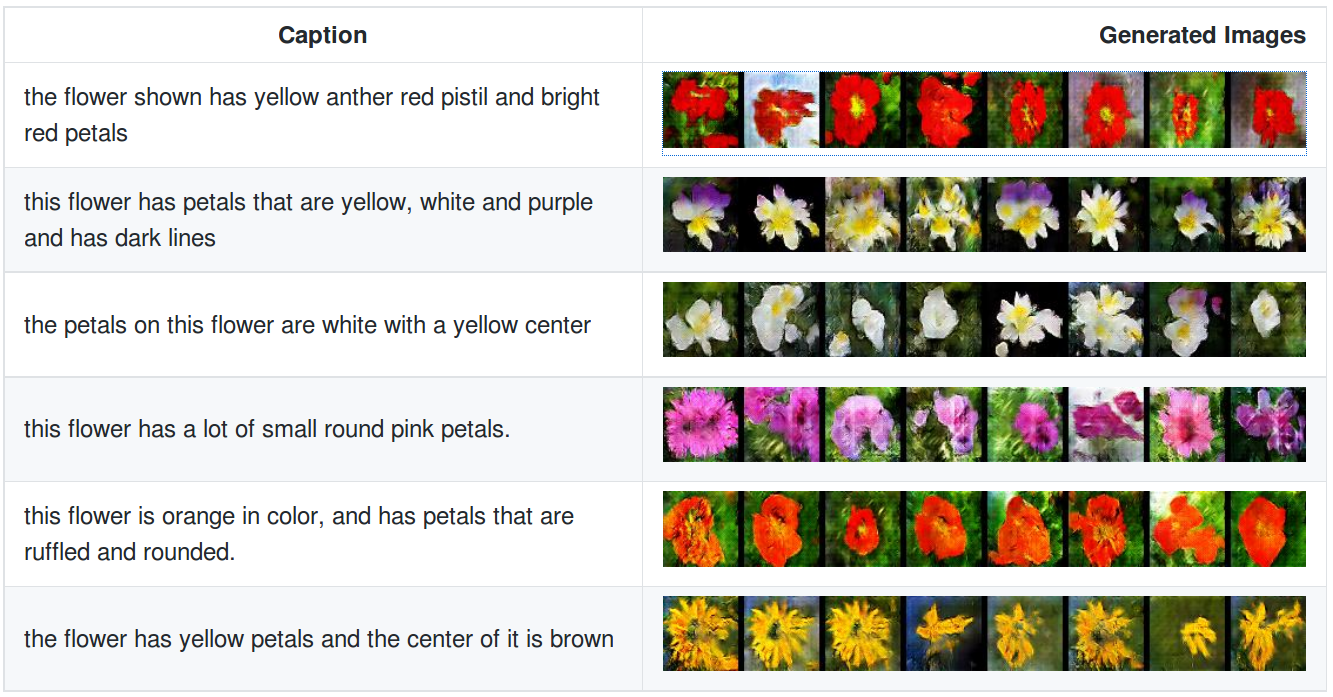 Caption
Generated Images
the flower shown has yellow anther red pistil and bright
red petals
this flower has petals that are yellow, white and purple
and has dark lines
the petals on this flower are white with a yellow center
this flower has a lot of small round pink petals.
this flower is orange in color, and has petals that are
ruffled and rounded.
the flower has yellow petals and the center of it is brown